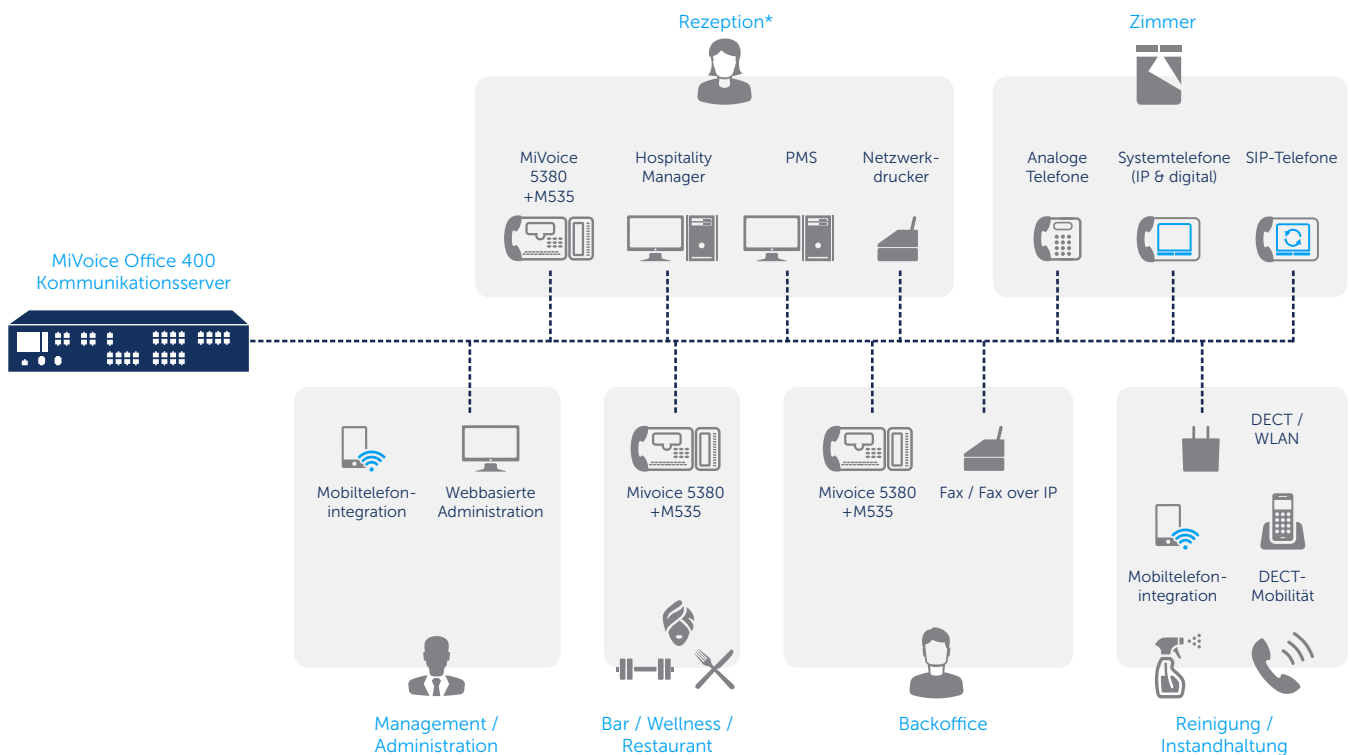 Rezeption*
Zimmer
MiVoice
5380
+M535
Hospitality
Manager
PMS
Netzwerk-
drucker
Analoge
Telefone
Systemtelefone
(IP & digital)
SIP-Telefone
MiVoice Office 400
Kommunikationsserver
Mobiltelefon-
integration
Webbasierte
Administration
Mivoice 5380
+M535
Mivoice 5380
+M535
Fax / Fax over IP
DECT /
WLAN
Mobiltelefon-
integration
DECT-
Mobilität
Management /
Administration
Bar / Wellness /
Restaurant
Backoffice
Reinigung /
Instandhaltung